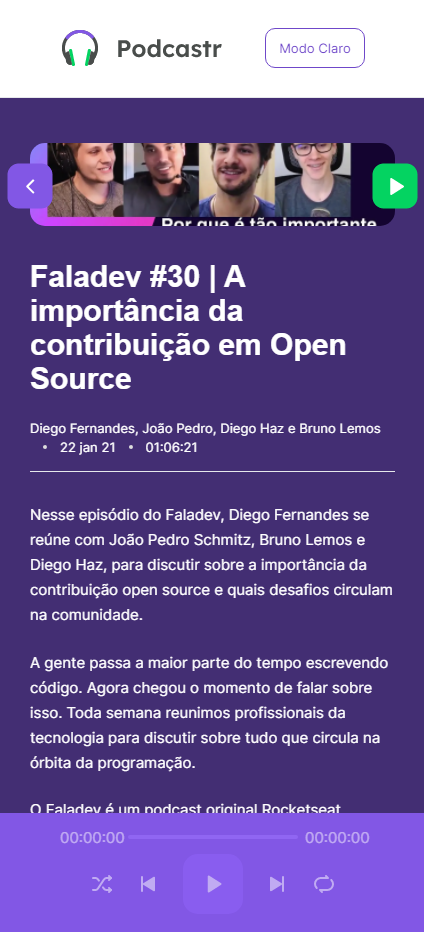 Podcastr
Modo Claro
Por que é tão importante
Faladev #30 | A
importância da
contribuição em Open
Source
Diego Fernandes, João Pedro, Diego Haz e Bruno Lemos
• 22 jan 21 • 01:06:21
Nesse episódio do Faladev, Diego Fernandes se
reúne com João Pedro Schmitz, Bruno Lemos e
Diego Haz, para discutir sobre a importância da
contribuição open source e quais desafios circulam
na comunidade.
A gente passa a maior parte do tempo escrevendo
código. Agora chegou o momento de falar sobre
isso. Toda semana reunimos profissionais da
tecnologia para discutir sobre tudo que circula na
órbita da programação.
O Faladev é um podcast original Rocketseat
00:00:00 00:00:00